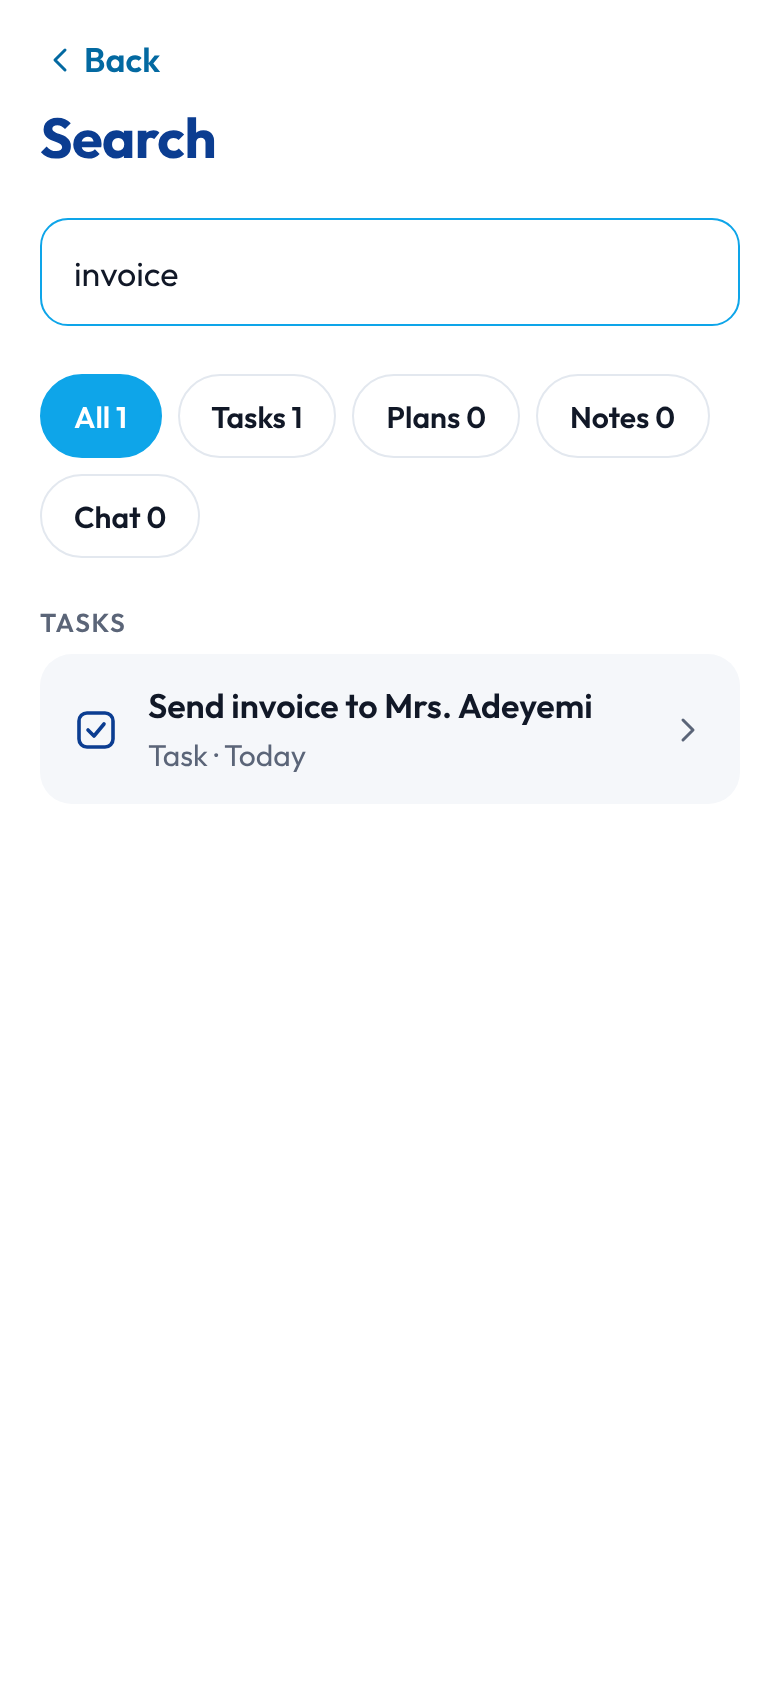 Back
Search
invoice
All 1
Tasks 1
Plans 0
Notes 0
Chat 0
TASKS
Send invoice to Mrs. Adeyemi
Task · Today